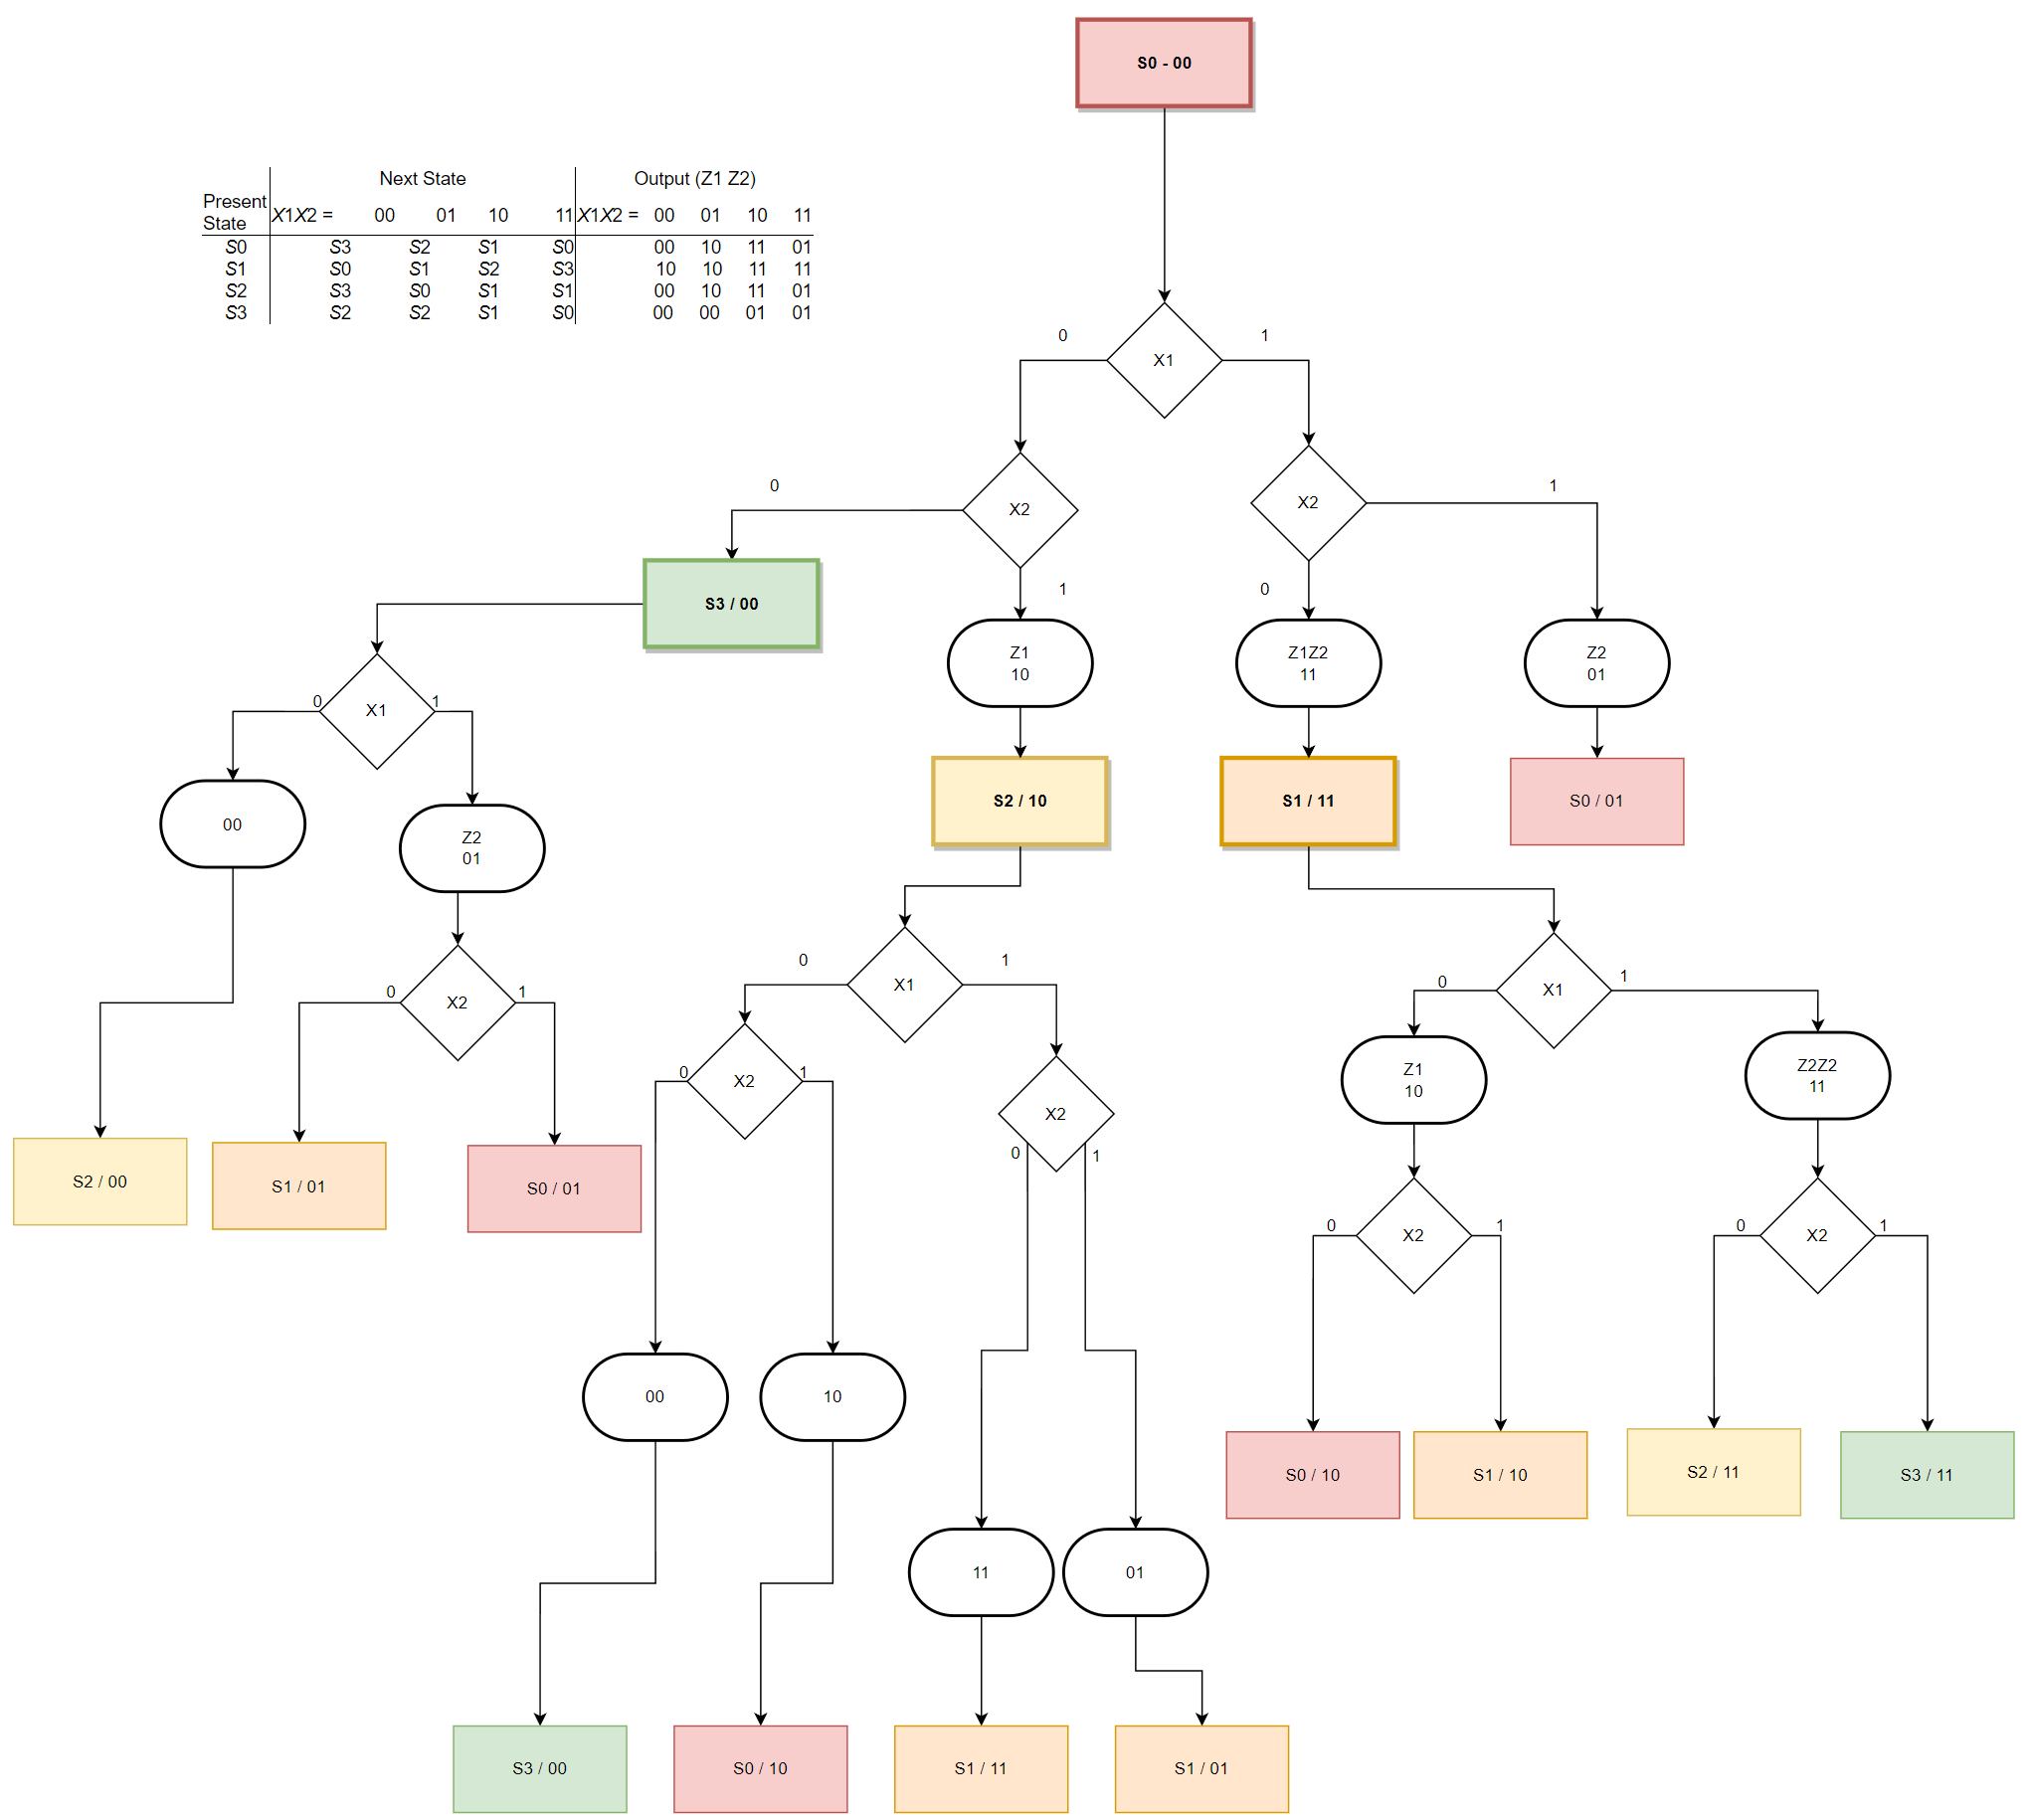 S0 - 00
Next State Output (Z1 Z2)
Present
State X1X2 = 00 01 10 11 X1X2 = 00 01 10 11
S0 S3 S2 S1 S0 00 10 11 01
S1 S0 S1 S2 S3 10 10 11 11
S2 S3 S0 S1 S1 00 10 11 01
S3 S2 S2 S1 S0 00 00 01 01
0 1
X1
0 1
X2 X2
0 1
S3 / 00
1 0
Z1
10
Z1Z2
11
Z2
01
0 1
X1
S2 / 10 S1 / 11 S0 / 01
00
Z2
01
0 1
X1
0 1
X1
0 1
X2
0 1
X2
X2
0 1
Z1
10
Z2Z2
11
S2 / 00 S1 / 01 S0 / 01
0 1
X2
0 1
X2
00 10
S0 / 10 S1 / 10 S2 / 11 S3 / 11
11 01
S3 / 00 S0 / 10 S1 / 11 S1 / 01